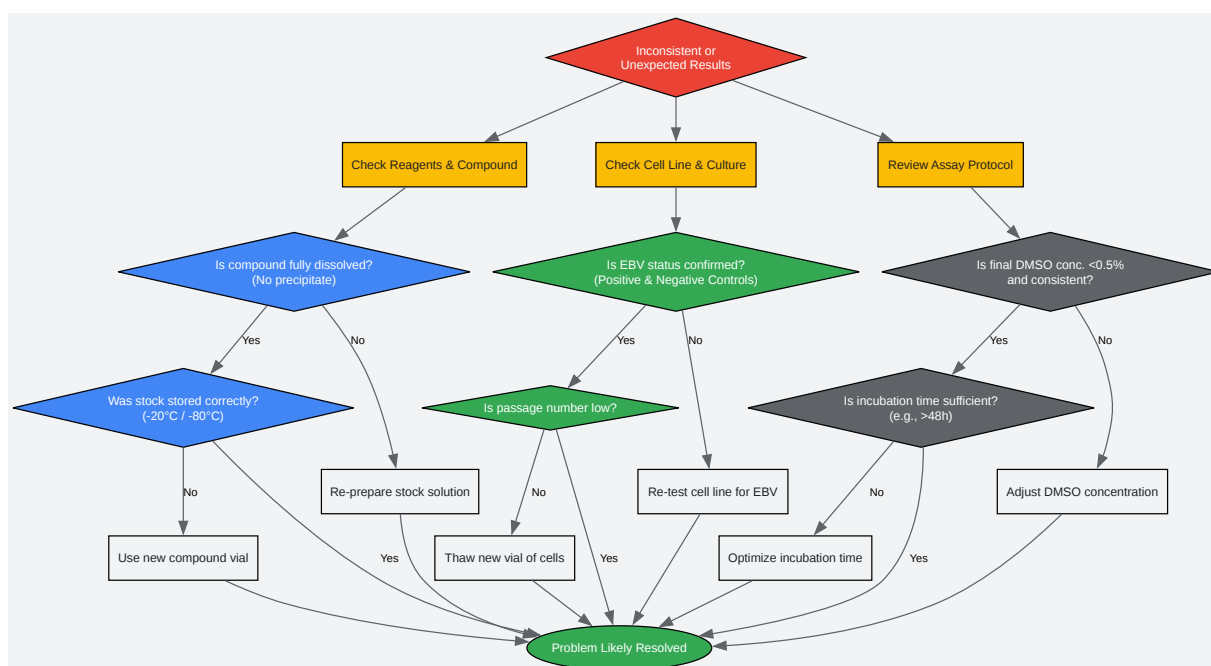 Inconsistent or
Unexpected Results
Check Reagents & Compound
Check Cell Line & Culture
Review Assay Protocol
Is compound fully dissolved?
(No precipitate)
Is EBV status confirmed?
(Positive & Negative Controls)
Is final DMSO conc. <0.5%
and consistent?
Yes
No
Yes
No
Yes
No
Was stock stored correctly?
(-20°C / -80°C)
Is passage number low?
Is incubation time sufficient?
(e.g., >48h)
No
Re-prepare stock solution
No
Re-test cell line for EBV
No
Adjust DMSO concentration
Use new compound vial
Yes
Thaw new vial of cells
Yes
Optimize incubation time
Yes
Problem Likely Resolved